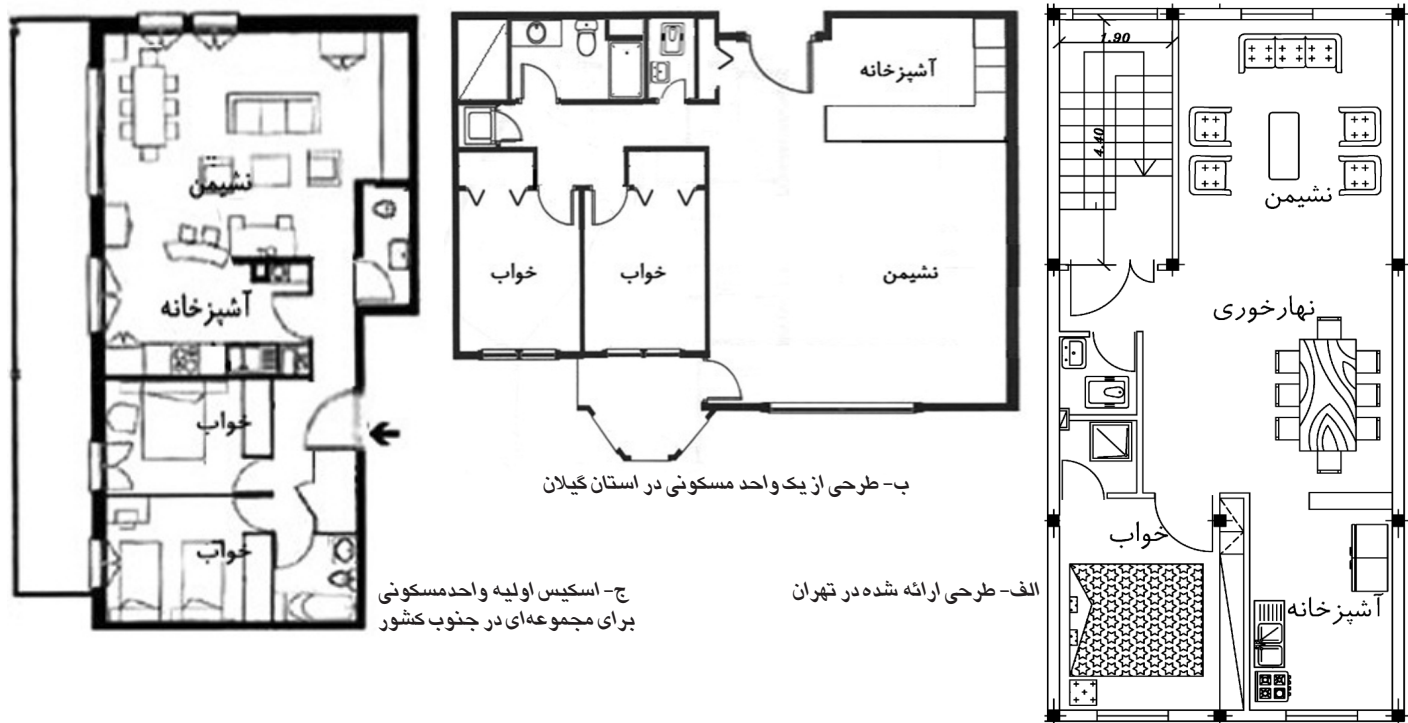 نشیمن
آشپزخانه
خواب
خواب
ج- اسکیس اولیه واحدمسکونی
برای مجموعه‌ای در جنوب کشور
آشپزخانه
خواب
خواب
نشیمن
ب- طرحی از یک واحد مسکونی در استان گیلان
1.90
4.40
نشیمن
نهارخوری
خواب
آشپزخانه
الف- طرحی ارائه شده در تهران